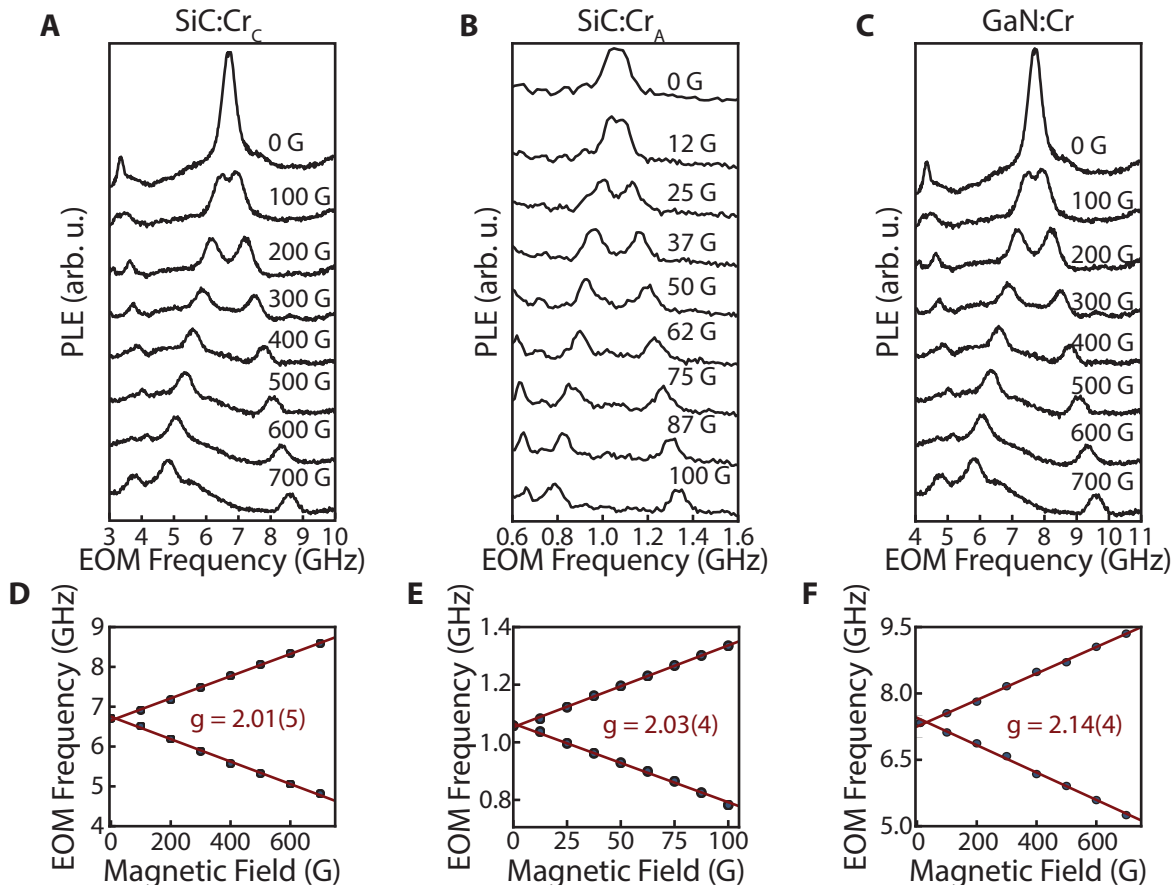 A
SiC:Cr_C
PLE (arb. u.)
0 G
100 G
200 G
300 G
400 G
500 G
600 G
700 G
3 4 5 6 7 8 9 10
EOM Frequency (GHz)
B
SiC:Cr_A
PLE (arb. u.)
0 G
12 G
25 G
37 G
50 G
62 G
75 G
87 G
100 G
0.6 0.8 1.0 1.2 1.4 1.6
EOM Frequency (GHz)
C
GaN:Cr
PLE (arb. u.)
0 G
100 G
200 G
300 G
400 G
500 G
600 G
700 G
4 5 6 7 8 9 10 11
EOM Frequency (GHz)
D
EOM Frequency (GHz)
9
8
7
6
5
4
g = 2.01(5)
0 200 400 600
Magnetic Field (G)
E
EOM Frequency (GHz)
1.4
1.2
1.0
0.8
g = 2.03(4)
0 25 50 75 100
Magnetic Field (G)
F
EOM Frequency (GHz)
9.5
8.0
6.5
5.0
g = 2.14(4)
0 200 400 600
Magnetic Field (G)